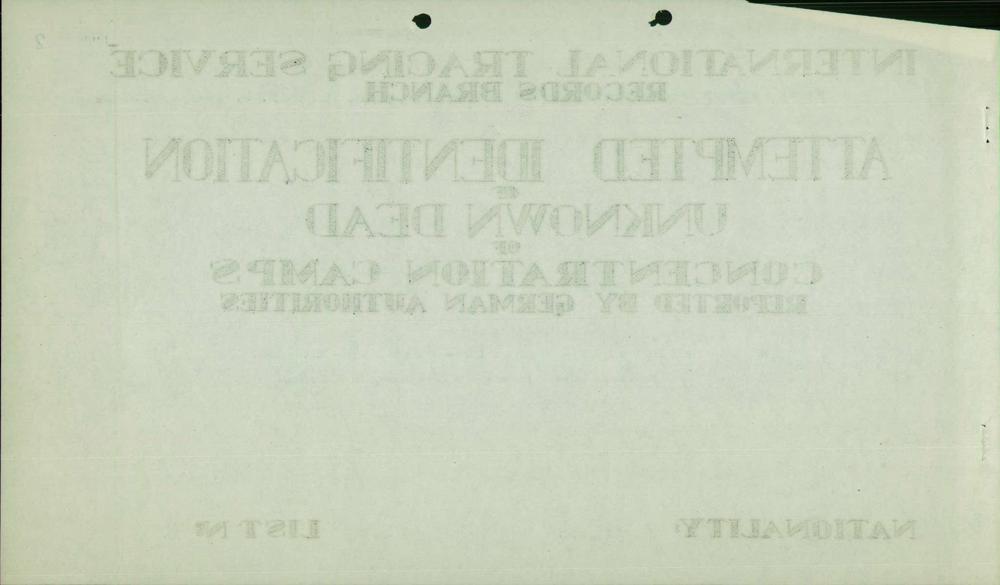 INTERNATIONAL TRACING SERVICE
RECORDS BRANCH
ATTEMPTED IDENTIFICATION
OF
UNKNOWN DEAD
OF
CONCENTRATION CAMPS
REPORTED BY GERMAN AUTHORITIES
NATIONALITY: LIST Nº